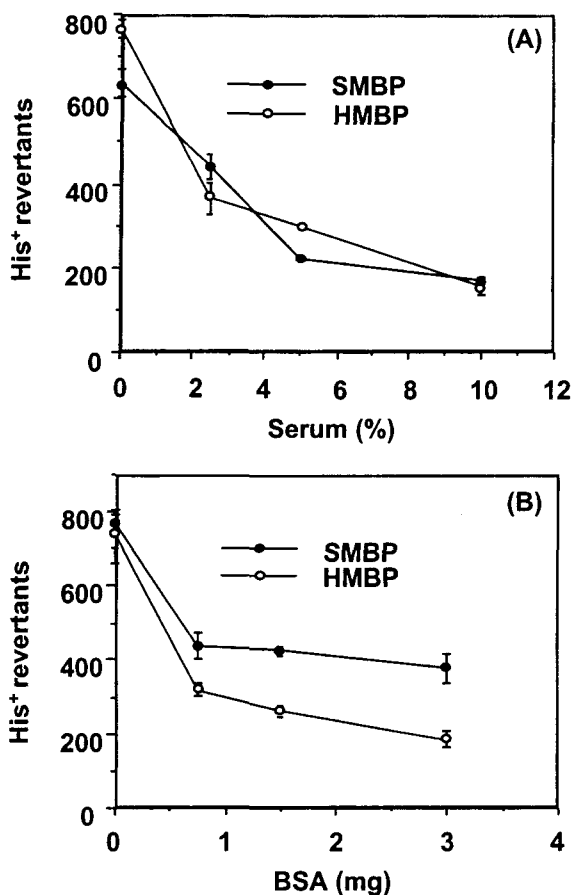 (A)
800
600
400
200
0
SMBP
HMBP
His⁺ revertants
0 2 4 6 8 10 12
Serum (%)
(B)
800
600
400
200
0
SMBP
HMBP
His⁺ revertants
0 1 2 3 4
BSA (mg)